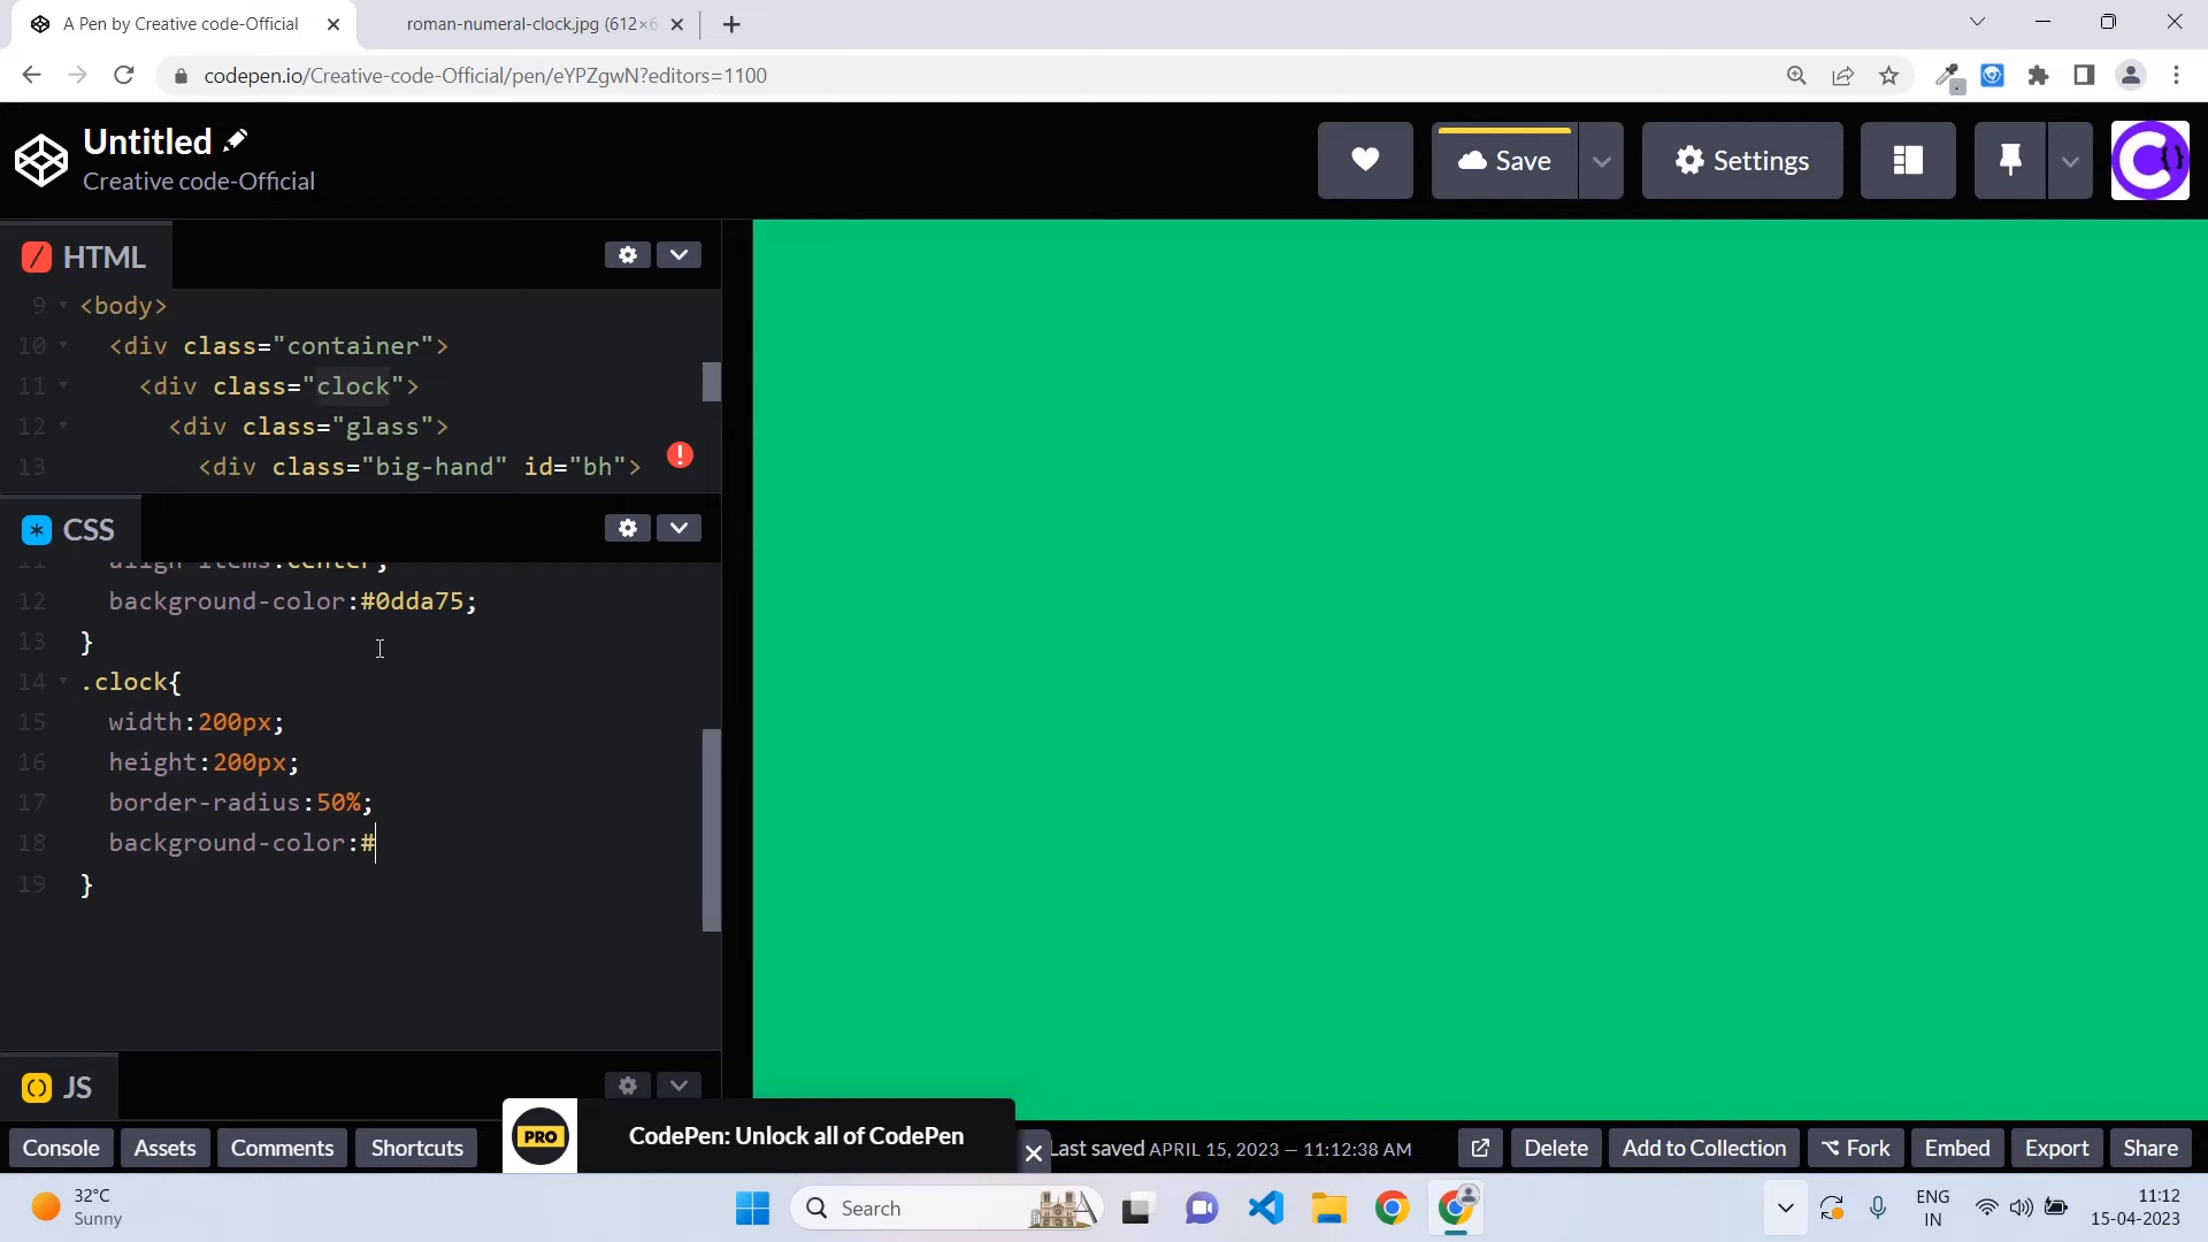 A Pen by Creative code-Official
roman-numeral-clock.jpg (612×6
codepen.io/Creative-code-Official/pen/eYPZgwN?editors=1100
Untitled
Creative code-Official
Save
Settings
HTML
9 <body>
10 <div class="container">
11 <div class="clock">
12 <div class="glass">
13 <div class="big-hand" id="bh">
CSS
11 align-items:center;
12 background-color:#0dda75;
13 }
14 .clock{
15 width:200px;
16 height:200px;
17 border-radius:50%;
18 background-color:#
19 }
JS
PRO
CodePen: Unlock all of CodePen
Console
Assets
Comments
Shortcuts
Last saved APRIL 15, 2023 — 11:12:38 AM
Delete
Add to Collection
Fork
Embed
Export
Share
32°C
Sunny
Search
ENG
IN
11:12
15-04-2023